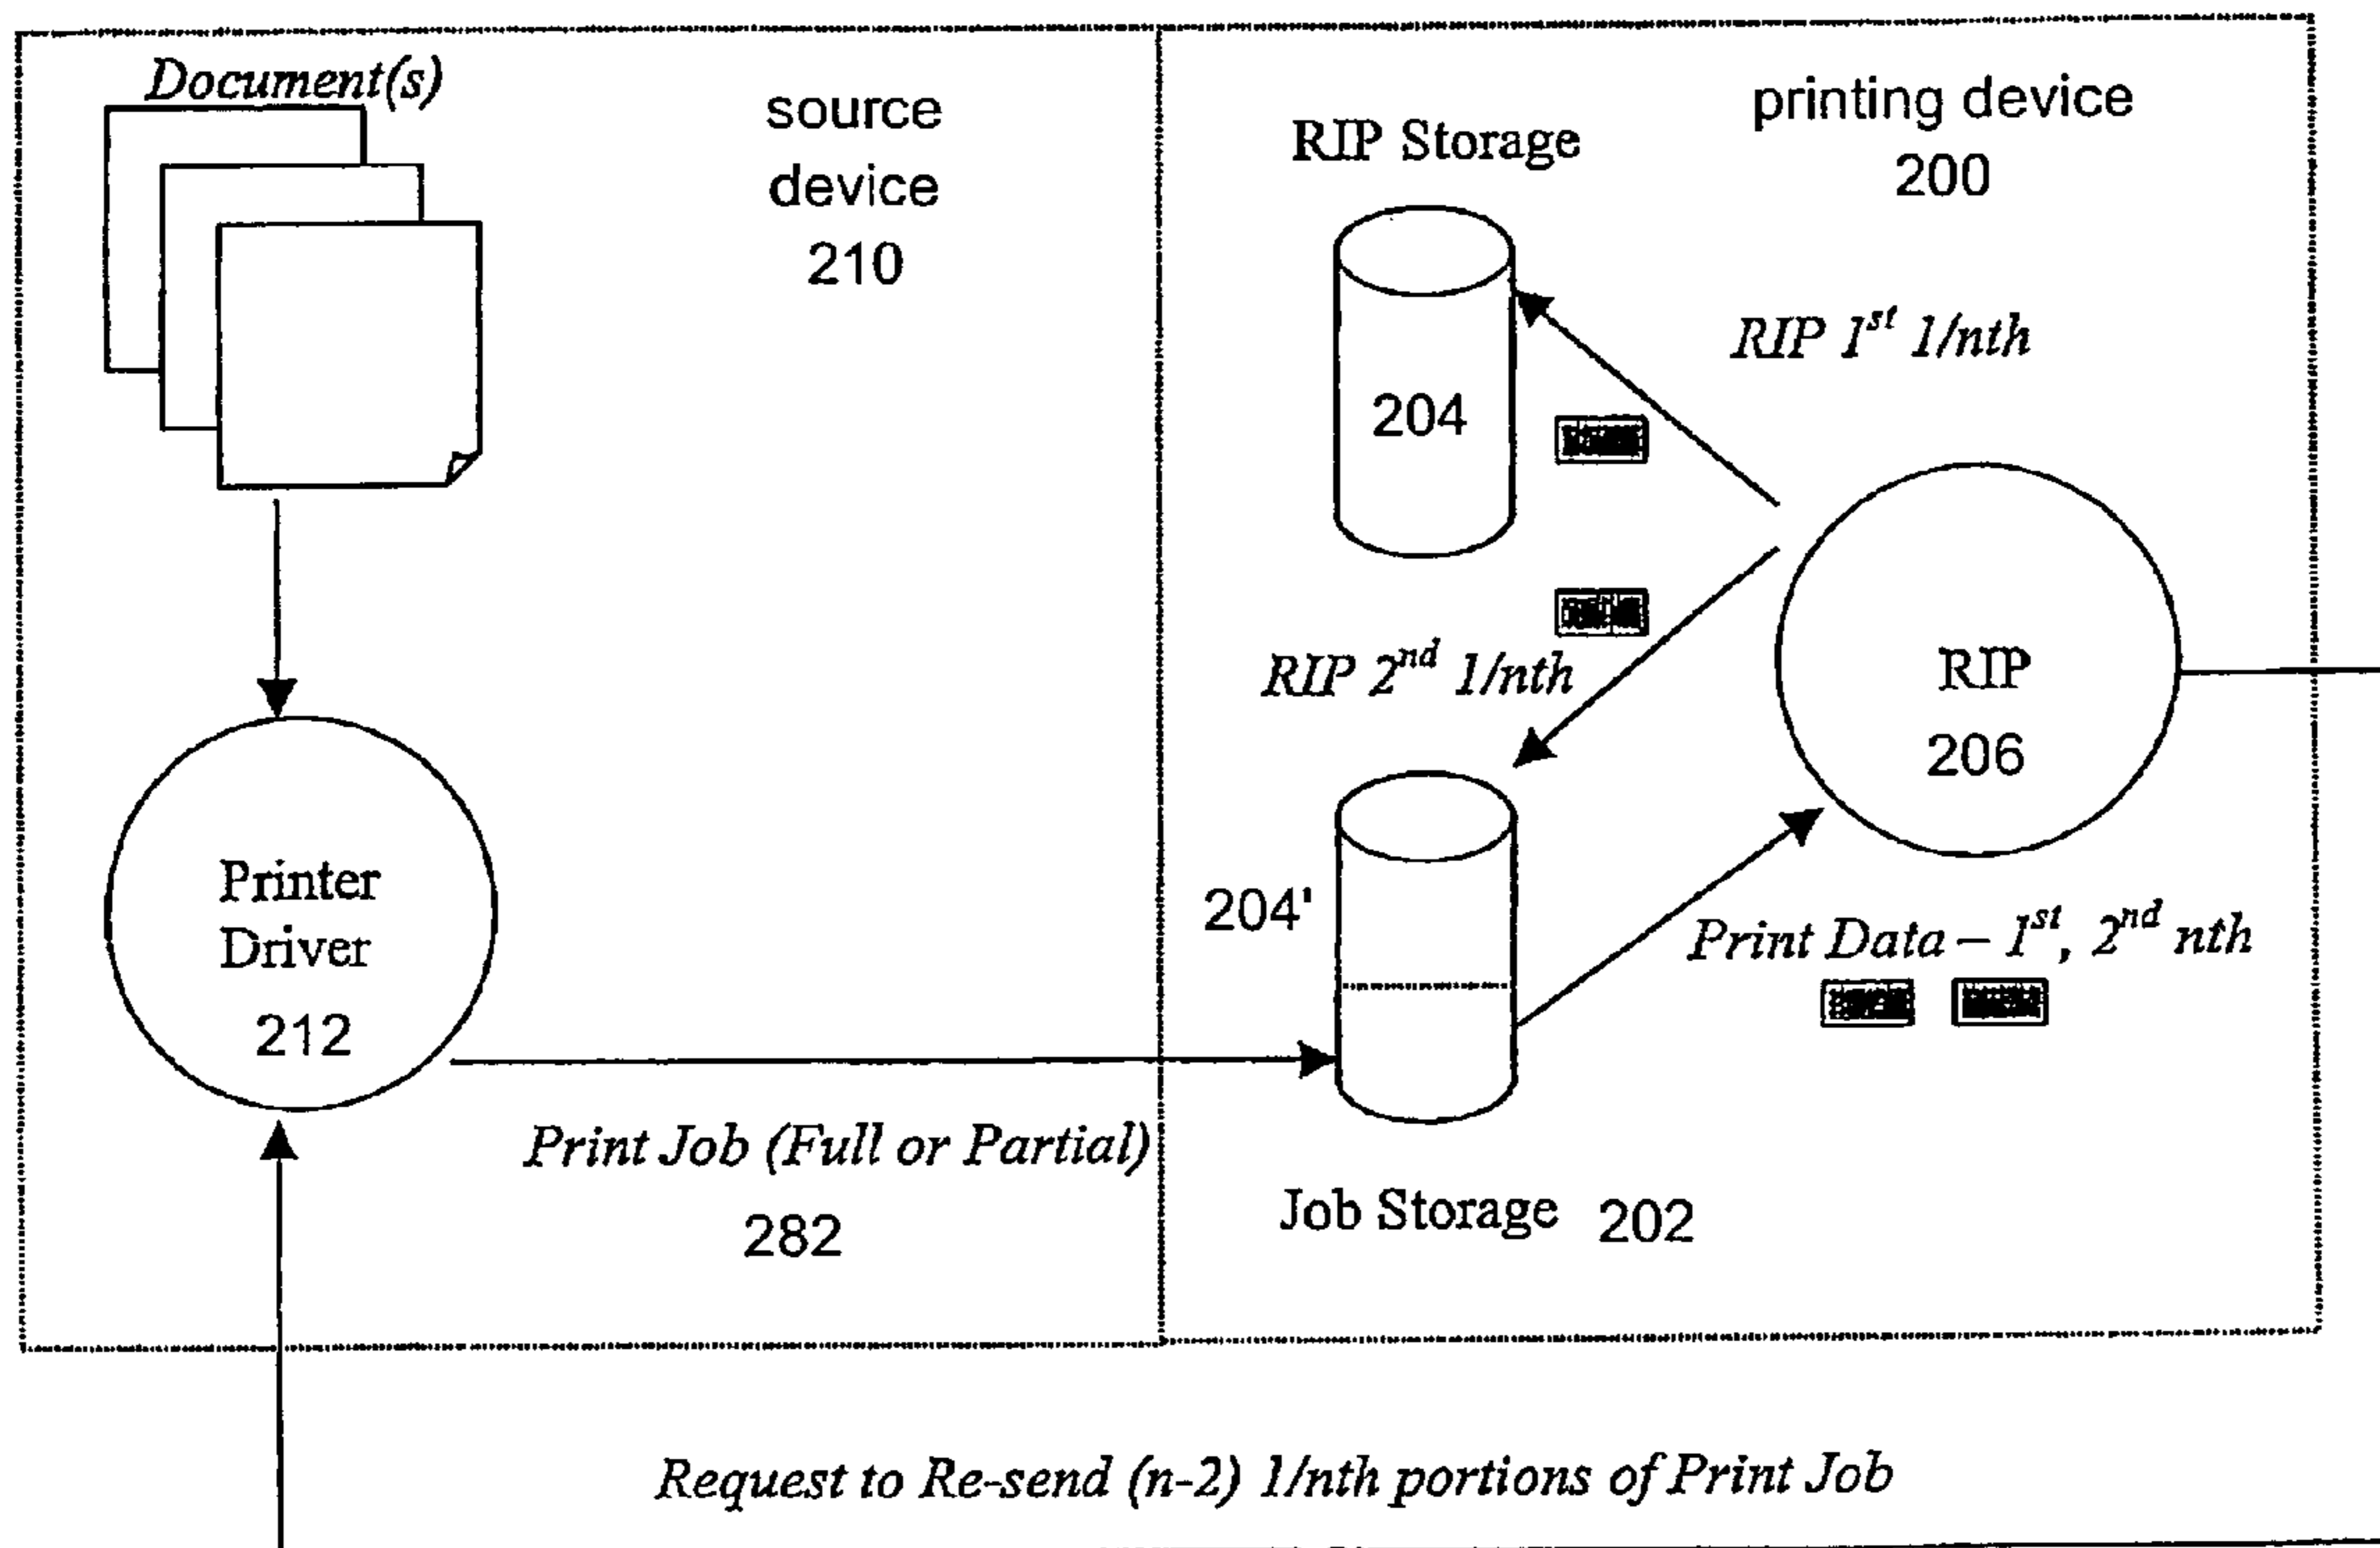 Document(s)
source
device
210
Printer
Driver
212
Print Job (Full or Partial)
282
printing device
200
RIP Storage
204
RIP 1st 1/nth
RIP 2nd 1/nth
RIP
206
204'
Print Data – 1st, 2nd nth
Job Storage 202
Request to Re-send (n-2) 1/nth portions of Print Job